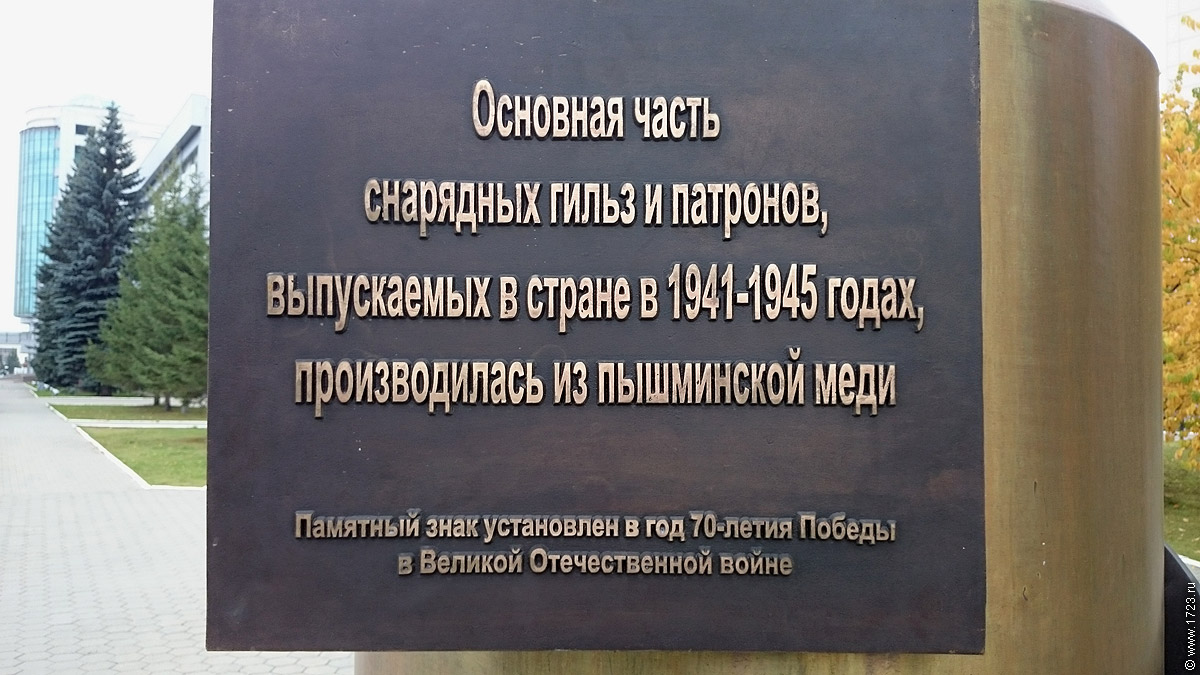 Основная часть
снарядных гильз и патронов,
выпускаемых в стране в 1941-1945 годах,
производилась из пышминской меди
Памятный знак установлен в год 70-летия Победы
в Великой Отечественной войне
© www.1723.ru